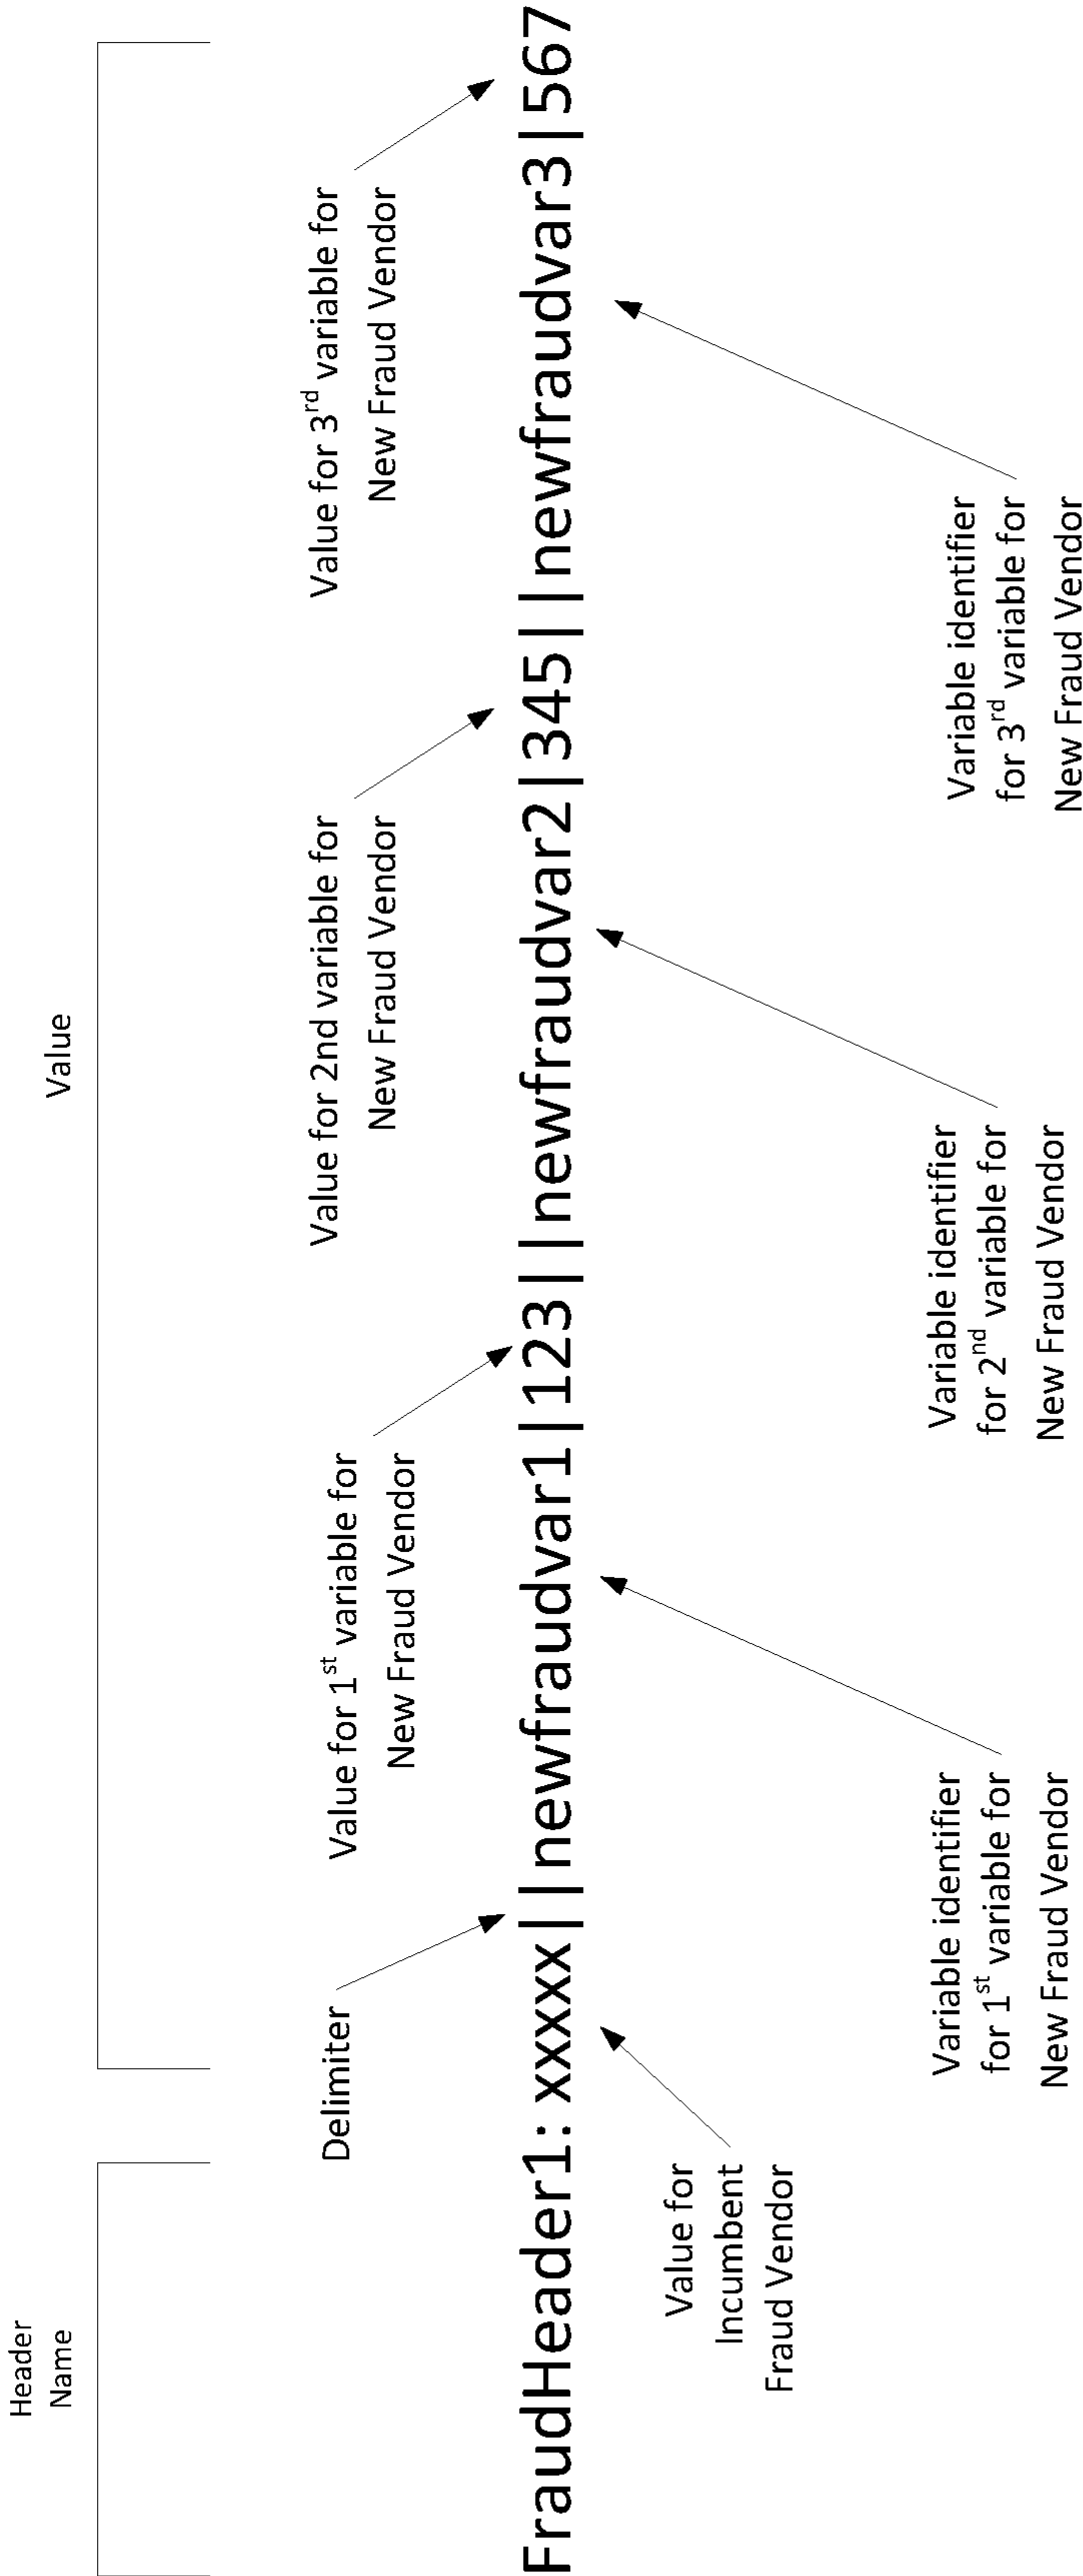 Header
Name
Value
Delimiter
Value for 1st variable for
New Fraud Vendor
Value for 2nd variable for
New Fraud Vendor
Value for 3rd variable for
New Fraud Vendor
FraudHeader1: xxxxx||newfraudvar1|123||newfraudvar2|345||newfraudvar3|567
Value for
Incumbent
Fraud Vendor
Variable identifier
for 1st variable for
New Fraud Vendor
Variable identifier
for 2nd variable for
New Fraud Vendor
Variable identifier
for 3rd variable for
New Fraud Vendor